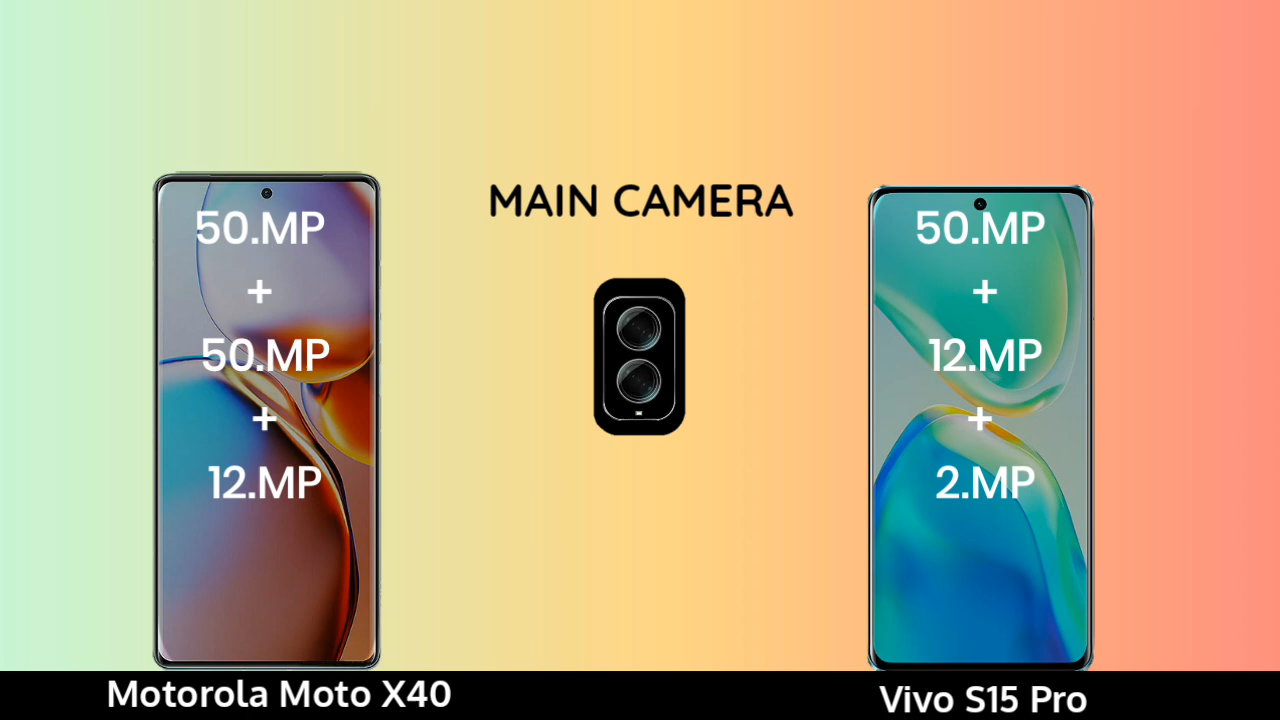 MAIN CAMERA
50.MP
+
50.MP
+
12.MP
50.MP
+
12.MP
+
2.MP
Motorola Moto X40
Vivo S15 Pro